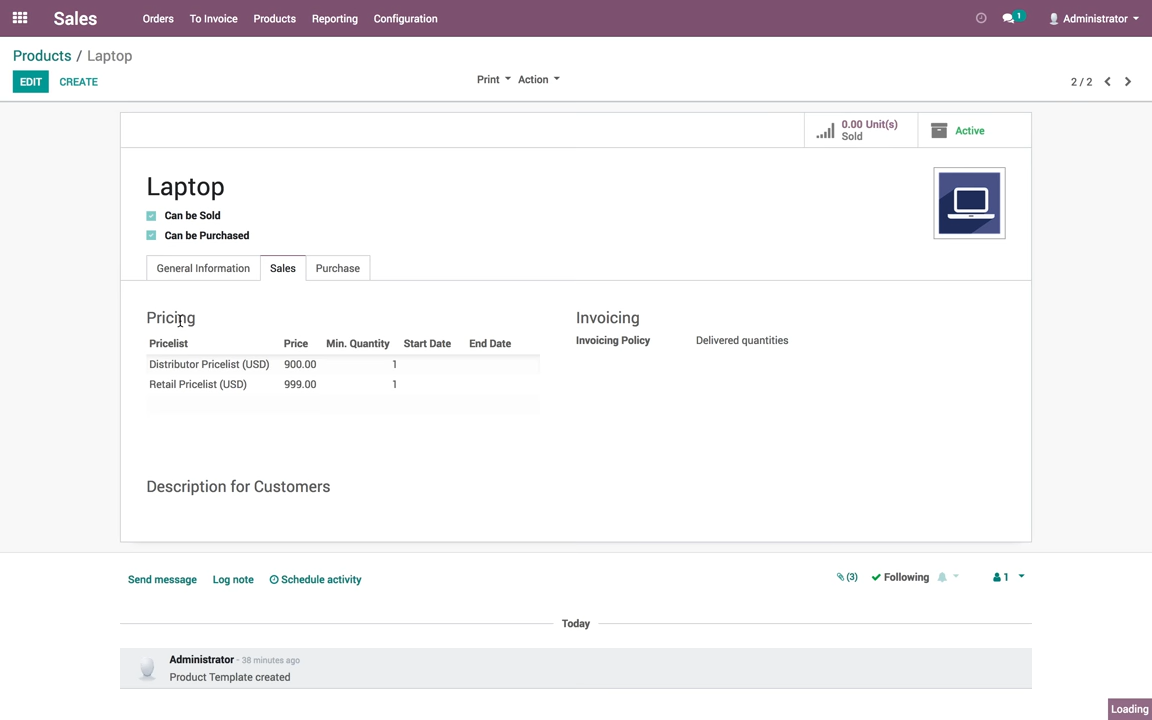 Sales Orders To Invoice Products Reporting Configuration 1 Administrator
Products / Laptop
EDIT CREATE Print Action 2 / 2
0.00 Unit(s)
Sold
Active
Laptop
Can be Sold
Can be Purchased
General Information Sales Purchase
Pricing
Pricelist Price Min. Quantity Start Date End Date
Distributor Pricelist (USD) 900.00 1
Retail Pricelist (USD) 999.00 1
Invoicing
Invoicing Policy Delivered quantities
Description for Customers
Send message Log note Schedule activity (3) Following 1
Today
Administrator - 38 minutes ago
Product Template created
Loading